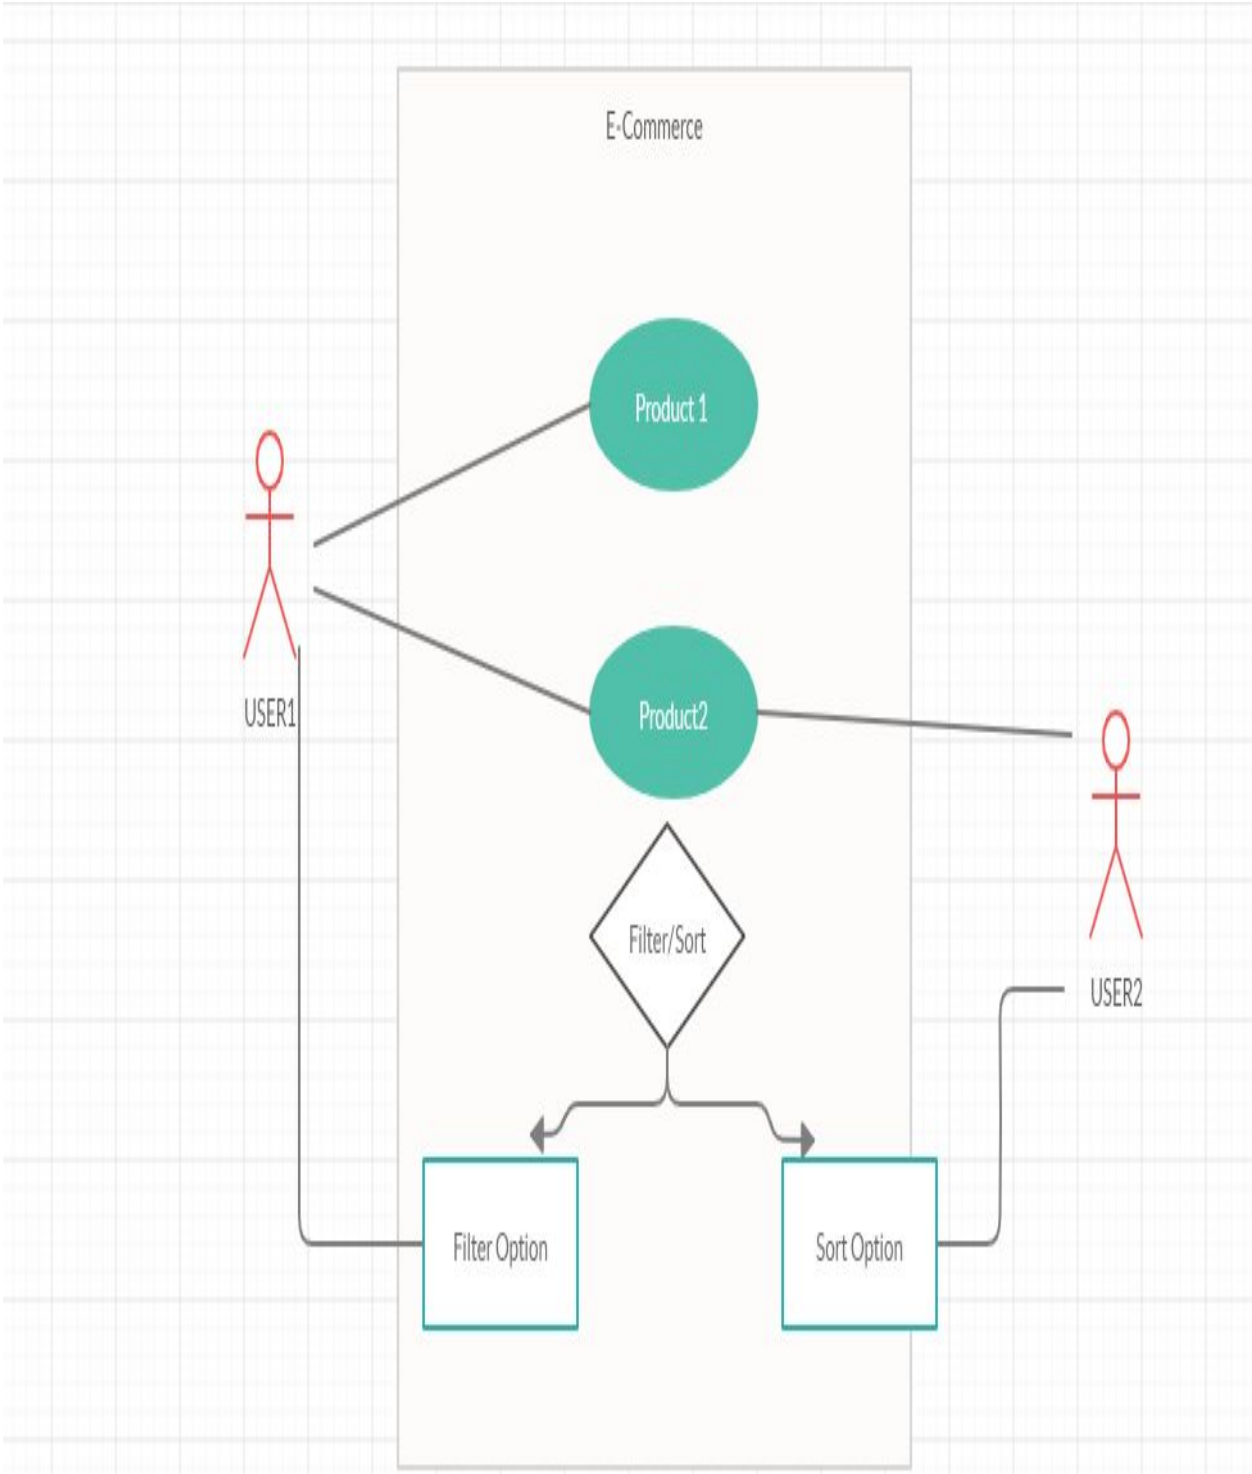 E-Commerce
Product 1
USER1
Product2
Filter/Sort
USER2
Filter Option
Sort Option